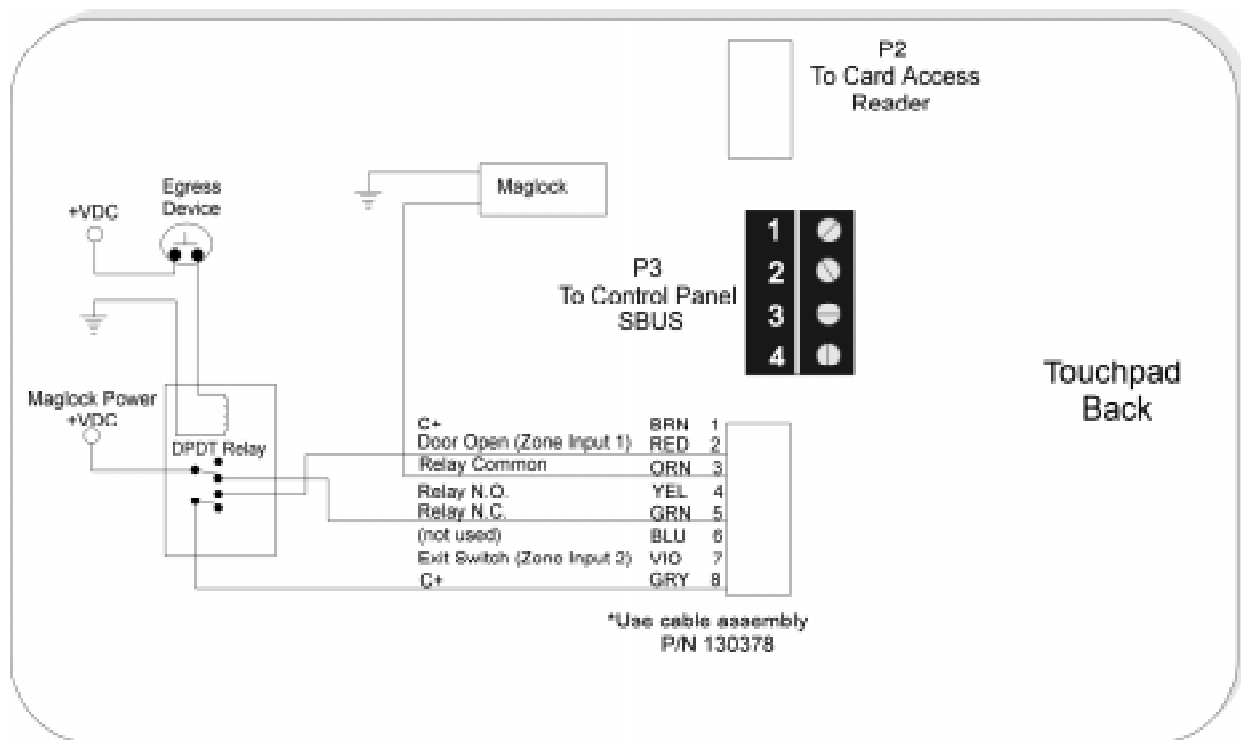 P2
To Card Access
Reader
Maglock
Egress
Device
+VDC
1
2
3
4
P3
To Control Panel
SBUS
Touchpad
Back
Maglock Power
+VDC
DPDT Relay
C+ BRN 1
Door Open (Zone Input 1) RED 2
Relay Common ORN 3
Relay N.O. YEL 4
Relay N.C. GRN 5
(not used) BLU 6
Exit Switch (Zone Input 2) VIO 7
C+ GRY 8
*Use cable assembly
P/N 130378